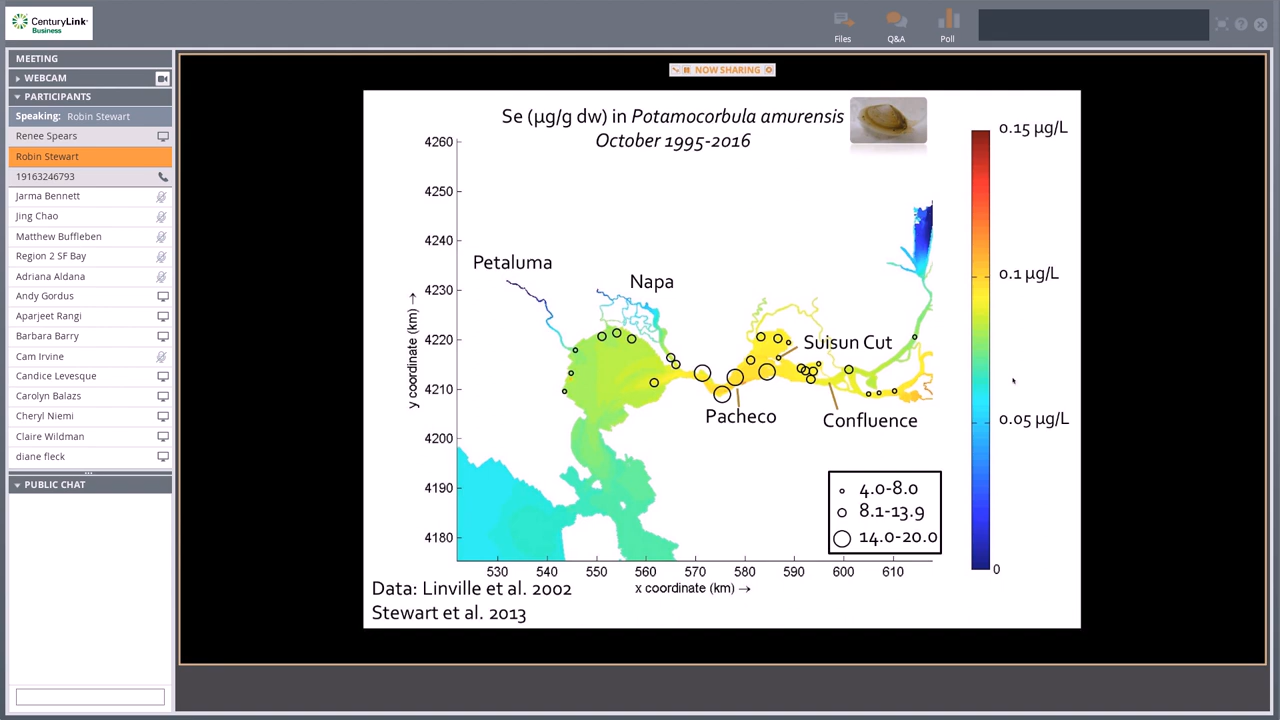 CenturyLink®
Business
Files
Q&A
Poll
?
MEETING
WEBCAM
PARTICIPANTS
Speaking: Robin Stewart
Renee Spears
Robin Stewart
19163246793
Jarma Bennett
Jing Chao
Matthew Buffleben
Region 2 SF Bay
Adriana Aldana
Andy Gordus
Aparjeet Rangi
Barbara Barry
Cam Irvine
Candice Levesque
Carolyn Balazs
Cheryl Niemi
Claire Wildman
diane fleck
PUBLIC CHAT
NOW SHARING
Se (µg/g dw) in Potamocorbula amurensis
October 1995-2016
4260
4250
4240
4230
4220
4210
4200
4190
4180
y coordinate (km) →
530 540 550 560 570 580 590 600 610
x coordinate (km) →
Petaluma
Napa
Suisun Cut
Pacheco
Confluence
4.0-8.0
8.1-13.9
14.0-20.0
0.15 µg/L
0.1 µg/L
0.05 µg/L
0
Data: Linville et al. 2002
Stewart et al. 2013